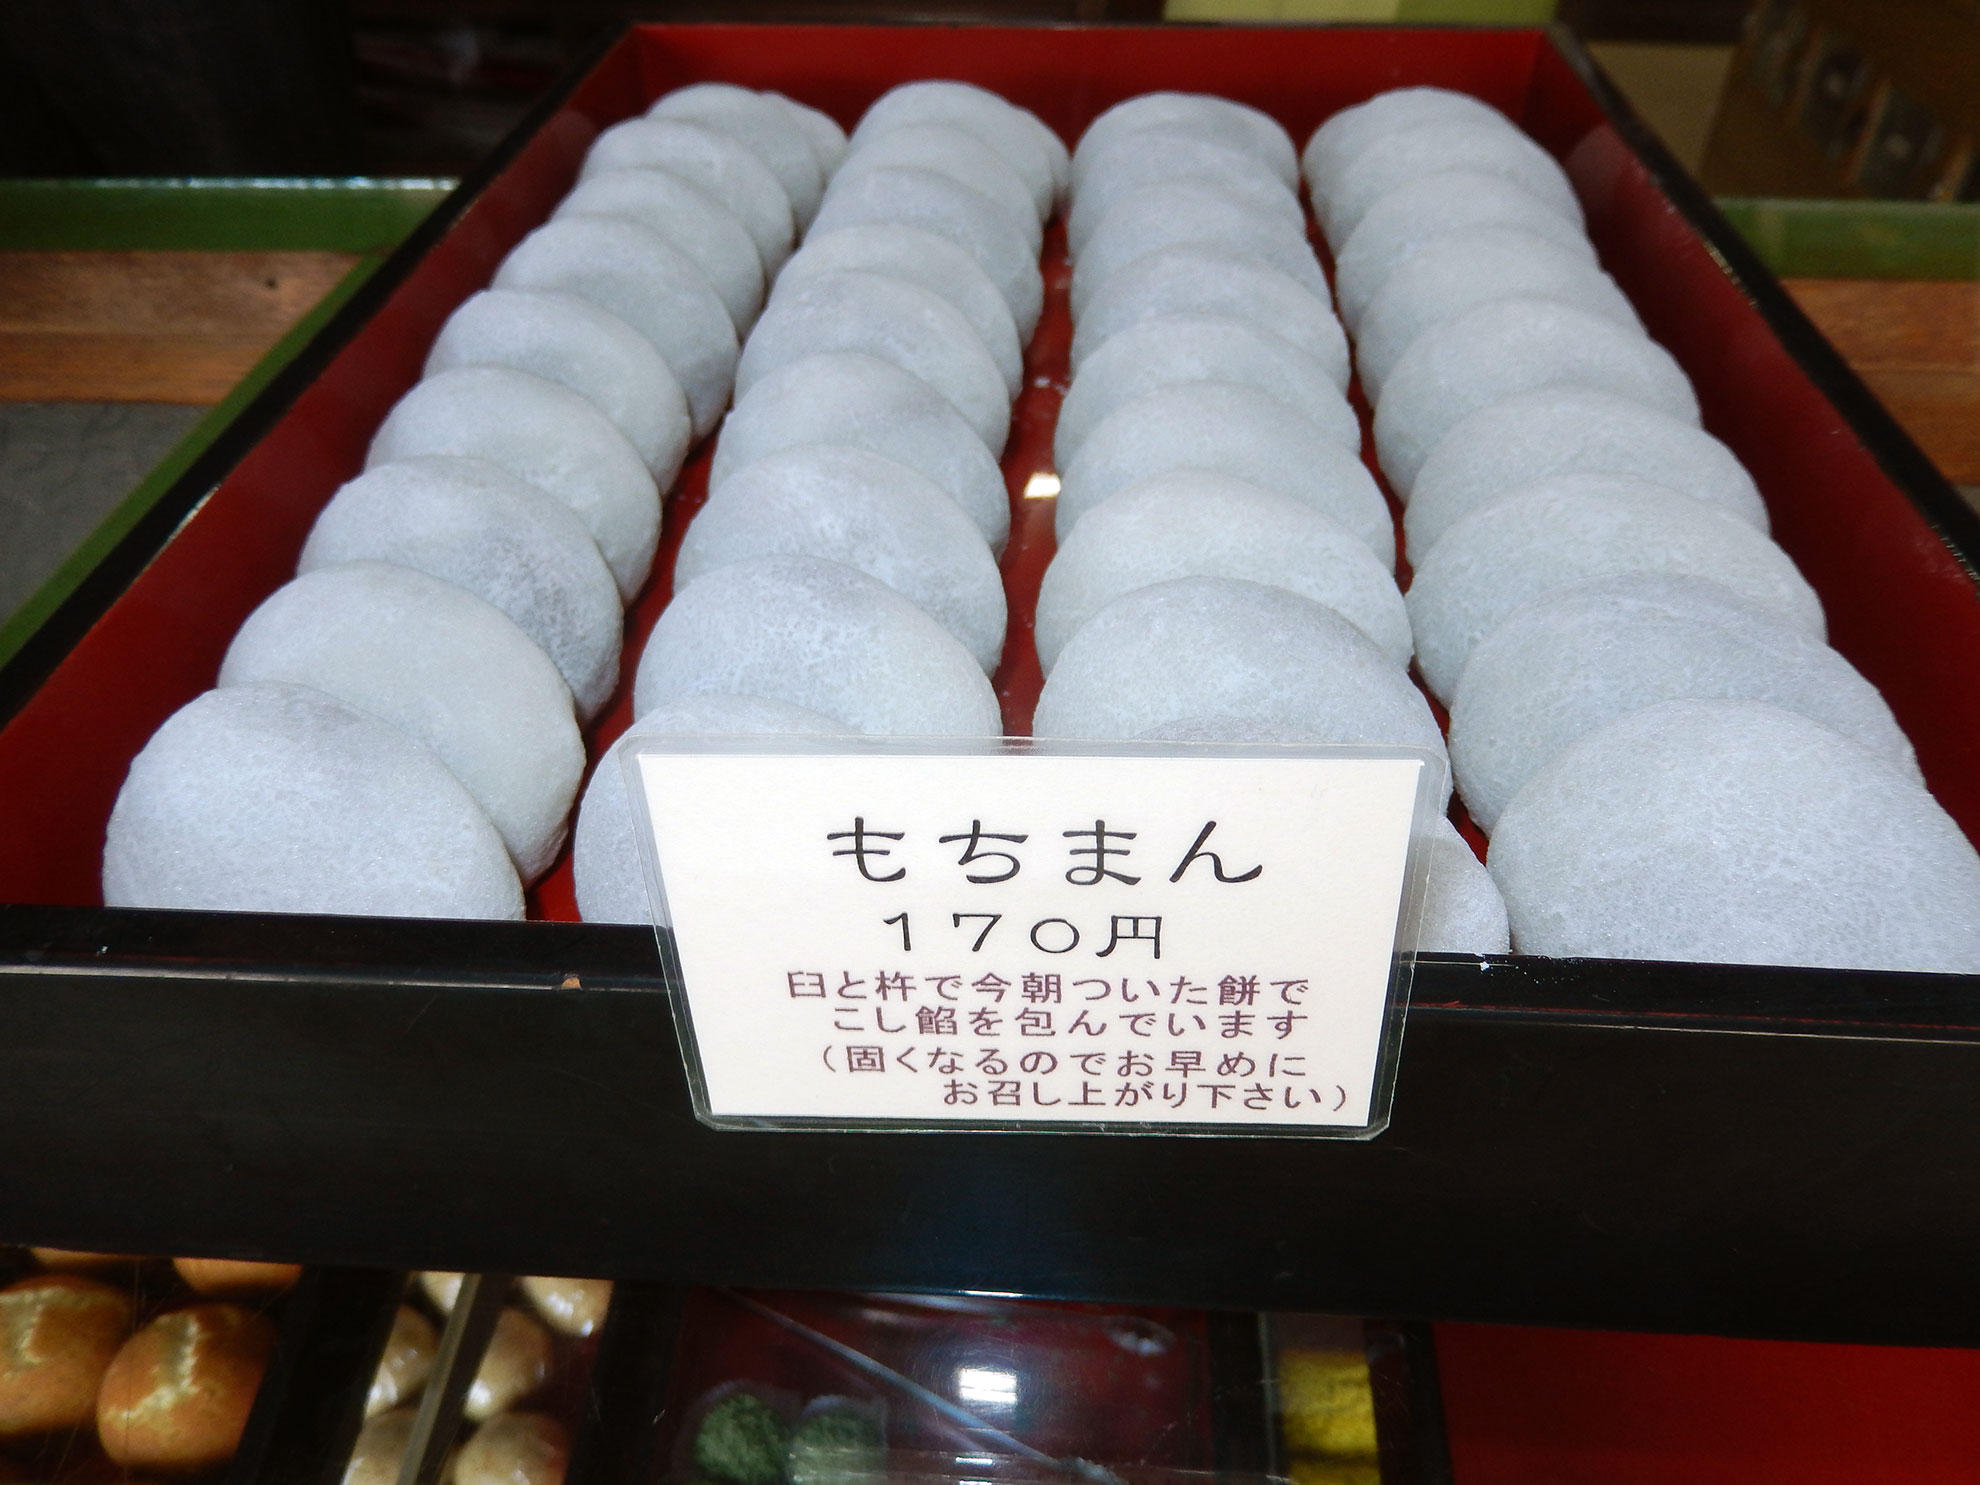 もちまん
170円
臼と杵で今朝ついた餅で
こし餡を包んでいます
（固くなるのでお早めに
お召し上がり下さい）